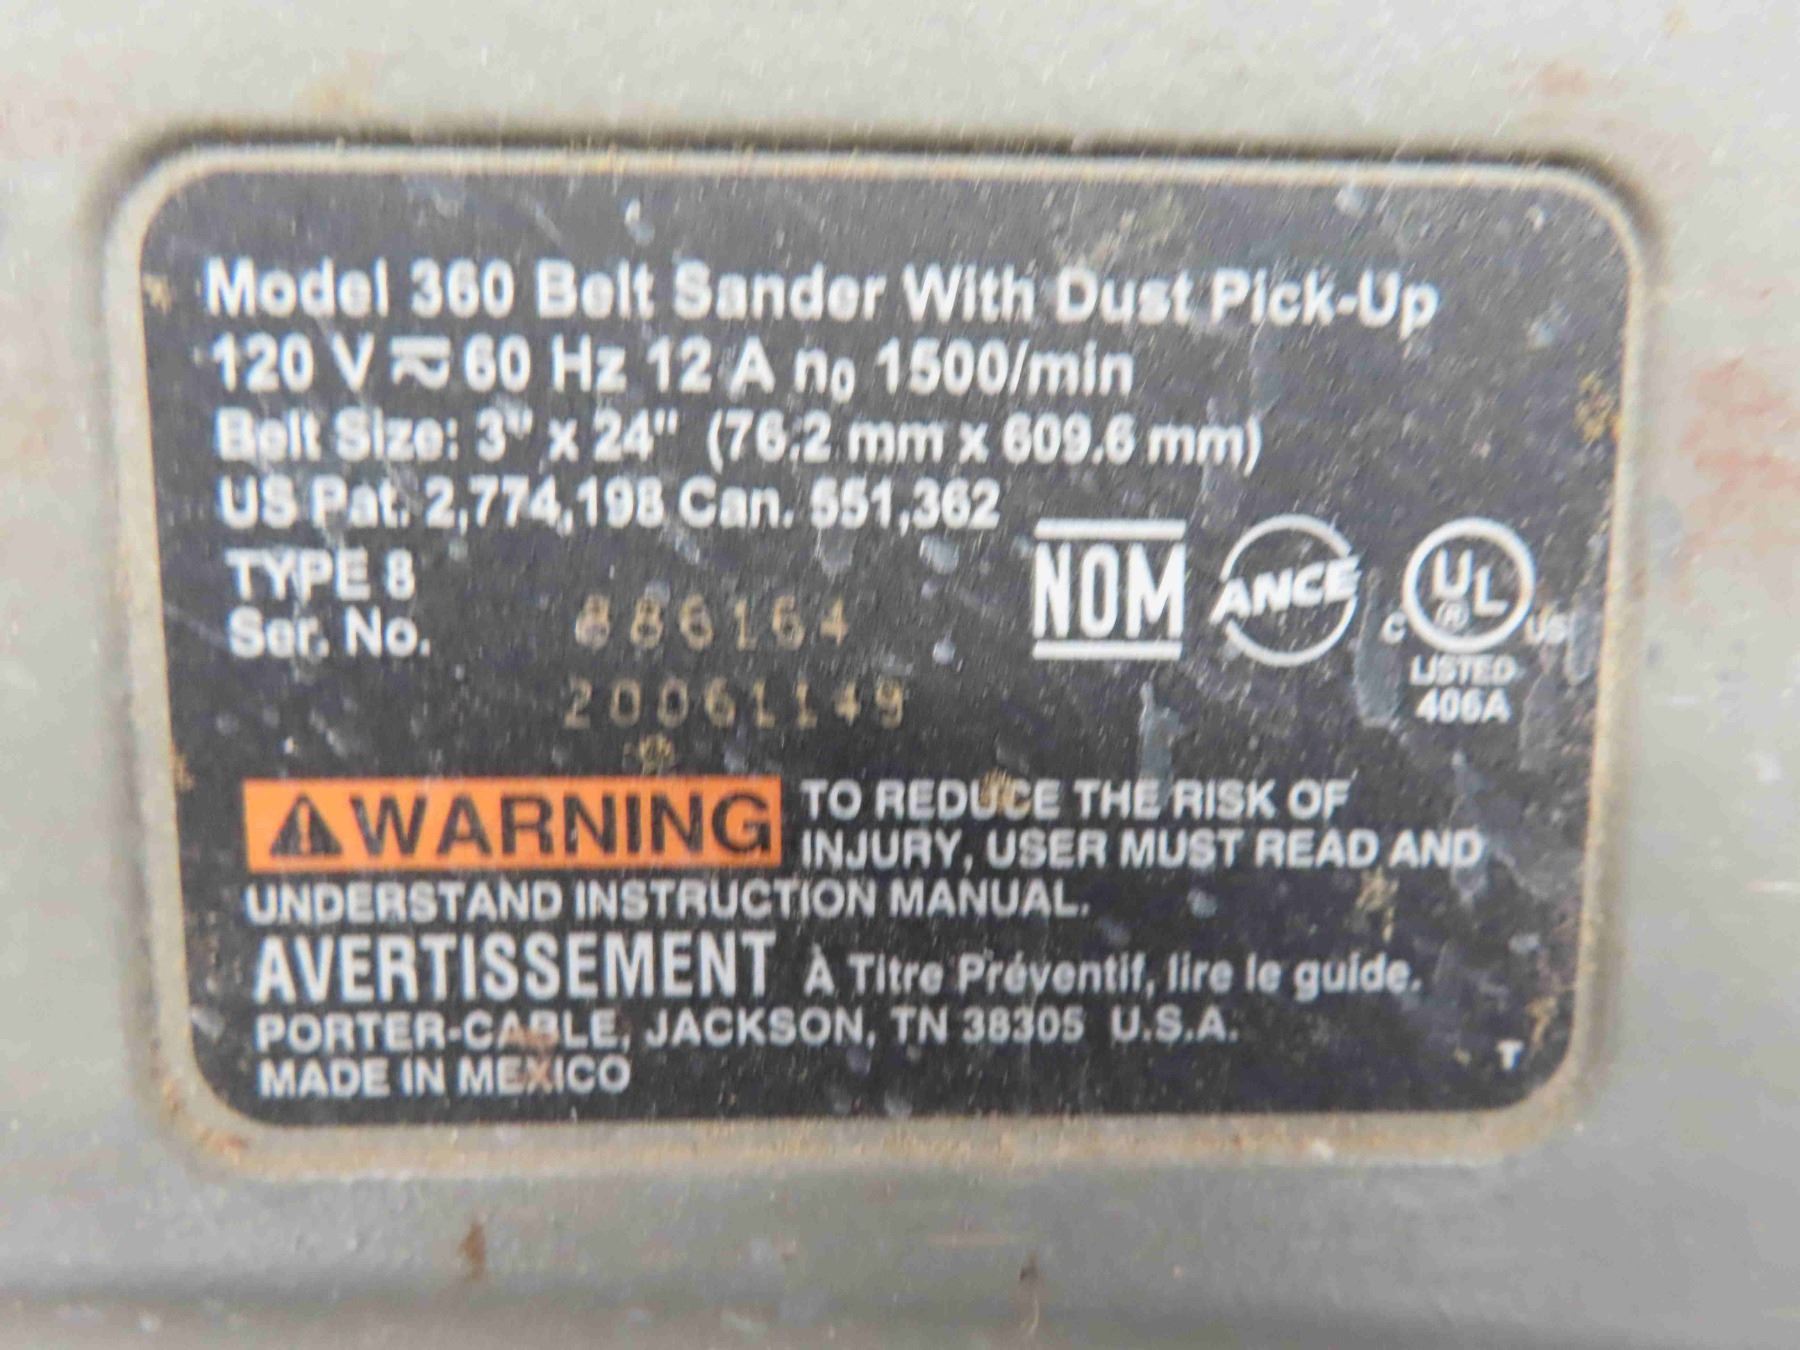 Model 360 Belt Sander With Dust Pick-Up
120 V ⎓∿ 60 Hz 12 A n₀ 1500/min
Belt Size: 3" x 24" (76.2 mm x 609.6 mm)
US Pat. 2,774,198 Can. 551,362
TYPE 8
Ser. No. 886164
20061149
NOM ANCE C UL ® US
LISTED
406A
WARNING TO REDUCE THE RISK OF
INJURY, USER MUST READ AND
UNDERSTAND INSTRUCTION MANUAL.
AVERTISSEMENT À Titre Préventif, lire le guide.
PORTER-CABLE, JACKSON, TN 38305 U.S.A.
MADE IN MEXICO
T